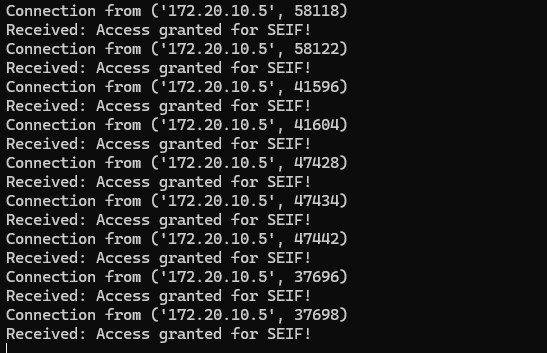 Connection from ('172.20.10.5', 58118)
Received: Access granted for SEIF!
Connection from ('172.20.10.5', 58122)
Received: Access granted for SEIF!
Connection from ('172.20.10.5', 41596)
Received: Access granted for SEIF!
Connection from ('172.20.10.5', 41604)
Received: Access granted for SEIF!
Connection from ('172.20.10.5', 47428)
Received: Access granted for SEIF!
Connection from ('172.20.10.5', 47434)
Received: Access granted for SEIF!
Connection from ('172.20.10.5', 47442)
Received: Access granted for SEIF!
Connection from ('172.20.10.5', 37696)
Received: Access granted for SEIF!
Connection from ('172.20.10.5', 37698)
Received: Access granted for SEIF!